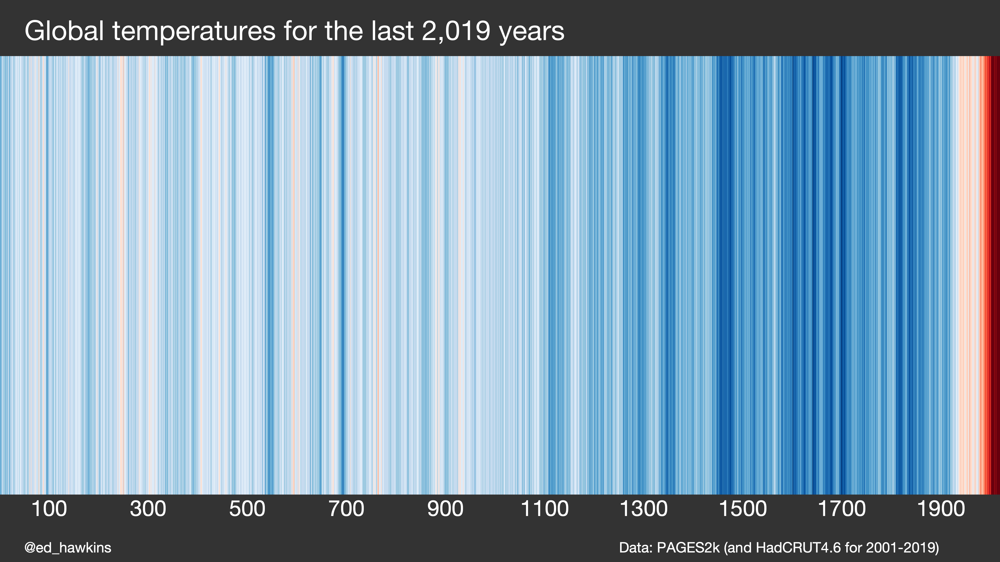 Global temperatures for the last 2,019 years
100 300 500 700 900 1100 1300 1500 1700 1900
@ed_hawkins
Data: PAGES2k (and HadCRUT4.6 for 2001-2019)